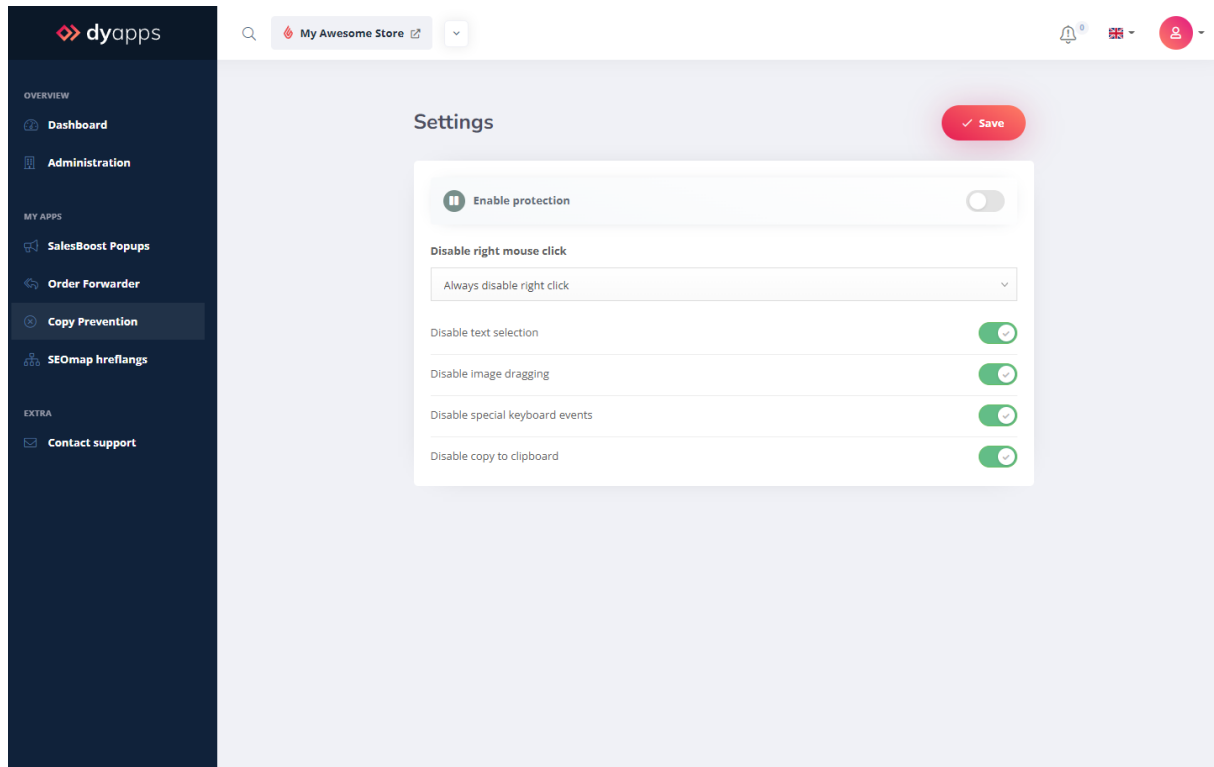 dyapps
My Awesome Store
0
OVERVIEW
Dashboard
Administration
MY APPS
SalesBoost Popups
Order Forwarder
Copy Prevention
SEOmap hreflangs
EXTRA
Contact support
Settings
Save
Enable protection
Disable right mouse click
Always disable right click
Disable text selection
Disable image dragging
Disable special keyboard events
Disable copy to clipboard